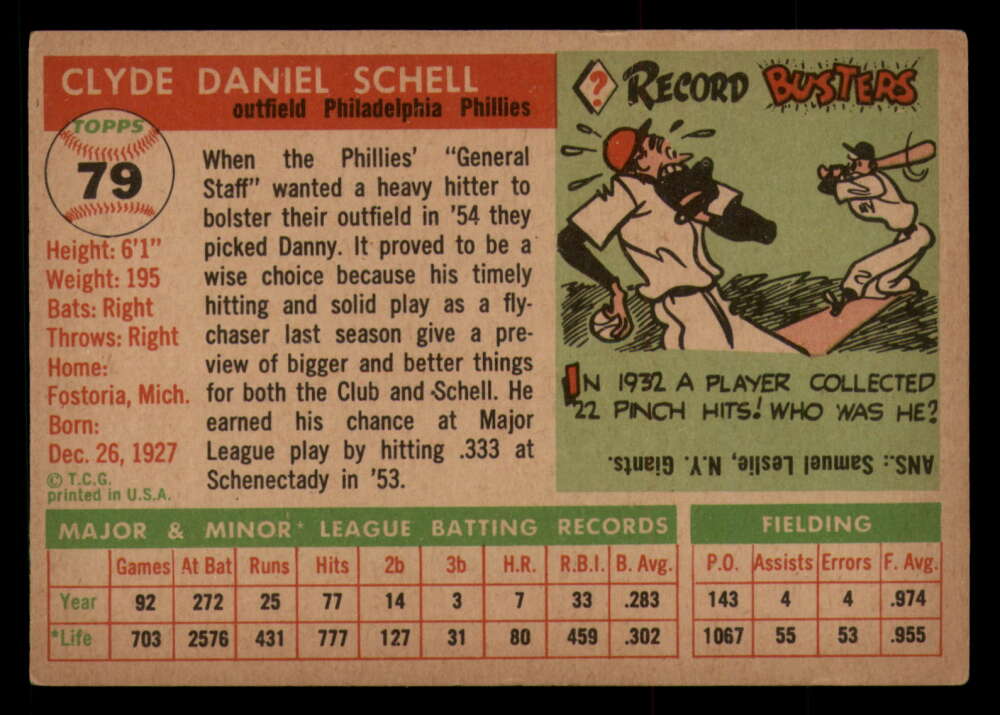 CLYDE DANIEL SCHELL
outfield Philadelphia Phillies
TOPPS
79
Height: 6'1"
Weight: 195
Bats: Right
Throws: Right
Home:
Fostoria, Mich.
Born:
Dec. 26, 1927
© T.C.G.
printed in U.S.A.
When the Phillies' "General
Staff" wanted a heavy hitter to
bolster their outfield in '54 they
picked Danny. It proved to be a
wise choice because his timely
hitting and solid play as a fly-
chaser last season give a pre-
view of bigger and better things
for both the Club and Schell. He
earned his chance at Major
League play by hitting .333 at
Schenectady in '53.
? RECORD BUSTERS
NY
IN 1932 A PLAYER COLLECTED
22 PINCH HITS! WHO WAS HE?
ANS.: Samuel Leslie, N.Y. Giants.
MAJOR & MINOR* LEAGUE BATTING RECORDS
Games At Bat Runs Hits 2b 3b H.R. R.B.I. B. Avg.
Year 92 272 25 77 14 3 7 33 .283
*Life 703 2576 431 777 127 31 80 459 .302
FIELDING
P.O. Assists Errors F. Avg.
143 4 4 .974
1067 55 53 .955